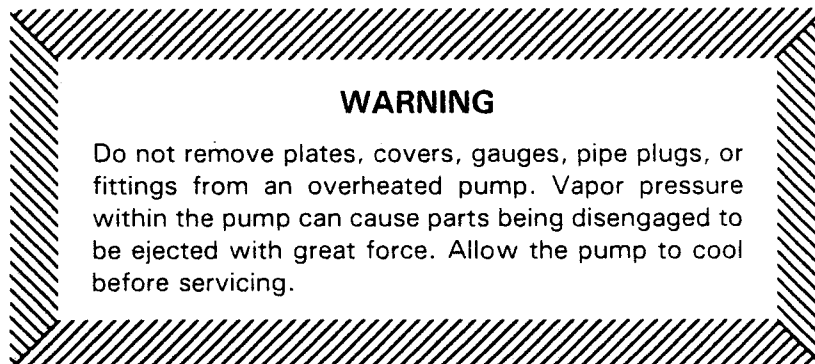 WARNING
Do not remove plates, covers, gauges, pipe plugs, or
fittings from an overheated pump. Vapor pressure
within the pump can cause parts being disengaged to
be ejected with great force. Allow the pump to cool
before servicing.